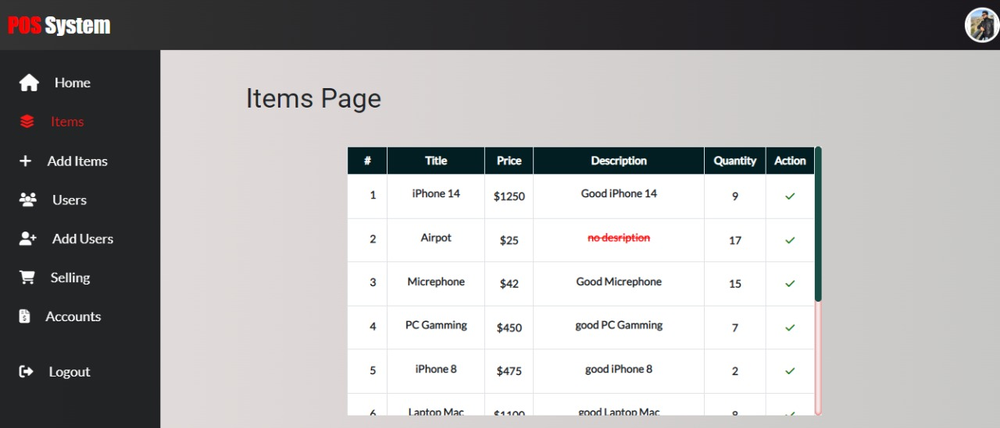 POS System
Home
Items
Add Items
Users
Add Users
Selling
Accounts
Logout
Items Page
# Title Price Description Quantity Action
1 iPhone 14 $1250 Good iPhone 14 9
2 Airpot $25 no desription 17
3 Micrephone $42 Good Micrephone 15
4 PC Gamming $450 good PC Gamming 7
5 iPhone 8 $475 good iPhone 8 2
6 Laptop Mac $1100 good Laptop Mac 8